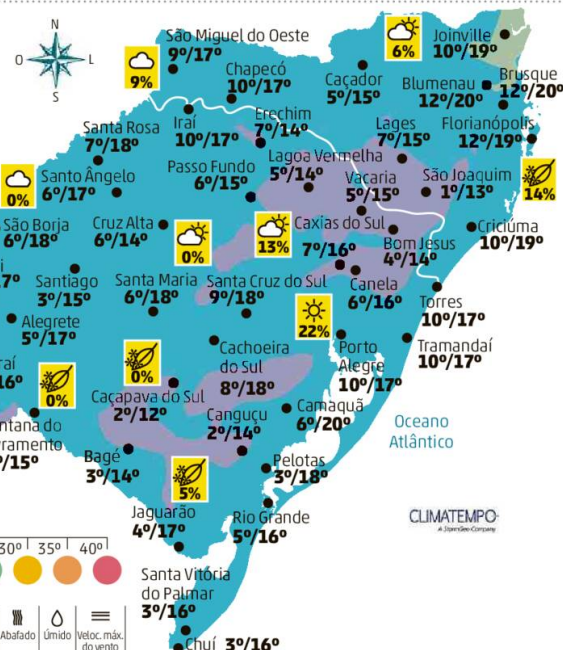 N
O
L
S
São Miguel do Oeste
9º/17º
9%
Chapecó
10º/17º
6%
Joinville
10º/19º
Caçador
5º/15º
Blumenau
12º/20º
Brusque
12º/20º
Santa Rosa
7º/18º
Iraí
10º/17º
Erechim
7º/14º
Lages
7º/15º
Florianópolis
12º/19º
0%
Santo Ângelo
6º/17º
Passo Fundo
6º/15º
Lagoa Vermelha
5º/14º
Vacaria
5º/15º
São Joaquim
1º/13º
14%
São Borja
6º/18º
Cruz Alta
6º/14º
0%
13%
Caxias do Sul
7º/16º
Bom Jesus
4º/14º
Criciúma
10º/19º
i
7º
Santiago
3º/15º
Santa Maria
6º/18º
Santa Cruz do Sul
9º/18º
Canela
6º/16º
Torres
10º/17º
22%
Alegrete
5º/17º
Cachoeira
do Sul
8º/18º
Porto
Alegre
10º/17º
Tramandaí
10º/17º
raí
16º
0%
0%
Caçapava do Sul
2º/12º
Canguçu
2º/14º
Camaquã
6º/20º
Oceano
Atlântico
ntana do
ramento
º/15º
Bagé
3º/14º
5%
Pelotas
3º/18º
Jaguarão
4º/17º
Rio Grande
5º/16º
CLIMATEMPO
30º 35º 40º
Santa Vitória
do Palmar
3º/16º
Abafado
Úmido
Veloc. máx.
do vento
Chuí 3º/16º